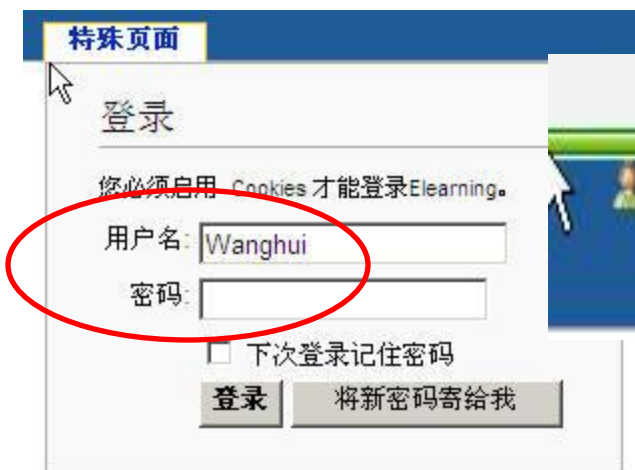 特殊页面
登录
您必须启用 Cookies 才能登录Elearning。
用户名: Wanghui
密码:
下次登录记住密码
登录 将新密码寄给我